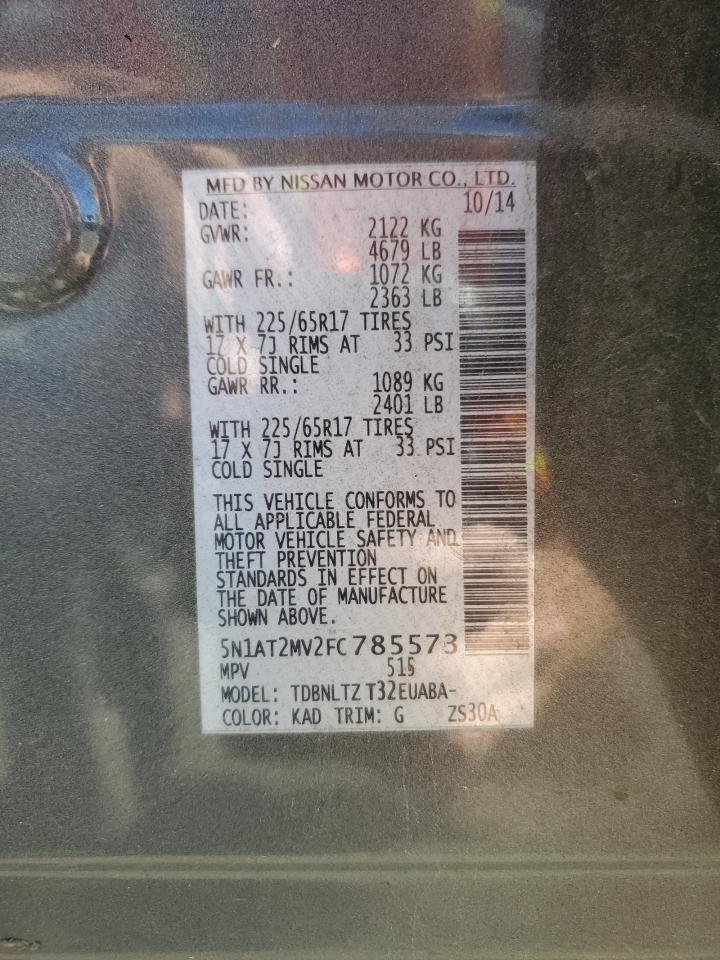 MFD BY NISSAN MOTOR CO., LTD.
DATE: 10/14
GVWR: 2122 KG
4679 LB
GAWR FR.: 1072 KG
2363 LB
WITH 225/65R17 TIRES
17 X 7J RIMS AT 33 PSI
COLD SINGLE
GAWR RR.: 1089 KG
2401 LB
WITH 225/65R17 TIRES
17 X 7J RIMS AT 33 PSI
COLD SINGLE
THIS VEHICLE CONFORMS TO
ALL APPLICABLE FEDERAL
MOTOR VEHICLE SAFETY AND
THEFT PREVENTION
STANDARDS IN EFFECT ON
THE DATE OF MANUFACTURE
SHOWN ABOVE.
5N1AT2MV2FC785573
MPV 515
MODEL: TDBNLTZ T32EUABA-
COLOR: KAD TRIM: G ZS30A